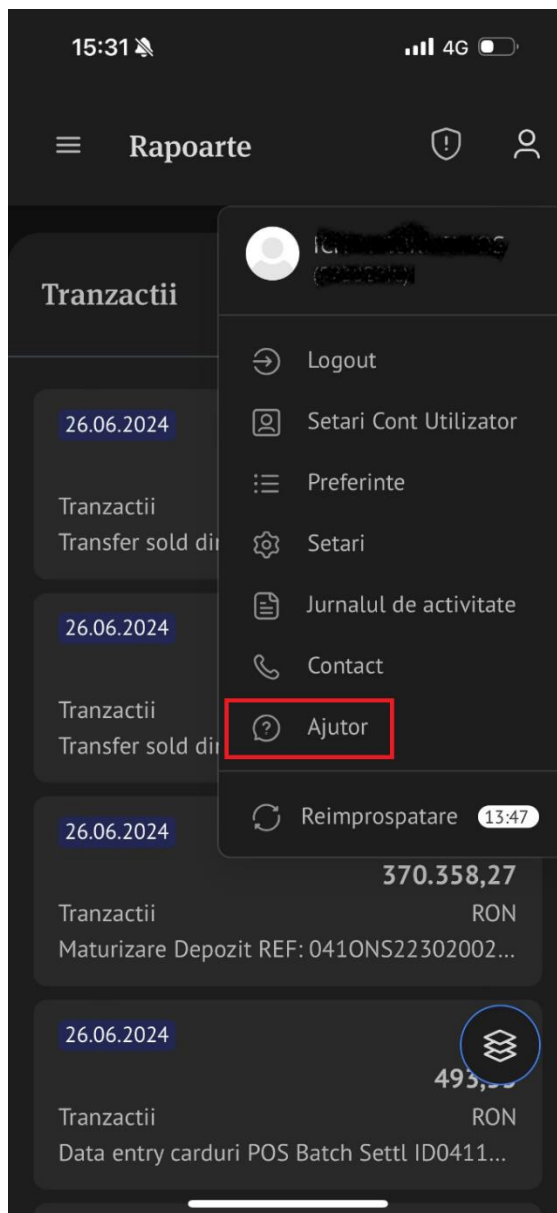 15:31
4G
Rapoarte
Tranzactii
Logout
Setari Cont Utilizator
Preferinte
Setari
Jurnalul de activitate
Contact
Ajutor
Reimprospatare 13:47
26.06.2024
Tranzactii
Transfer sold
26.06.2024
Tranzactii
Transfer sold
26.06.2024
370.358,27
Tranzactii RON
Maturizare Depozit REF: 041ONS22302002...
26.06.2024
Tranzactii RON
Data entry carduri POS Batch Settl ID0411...